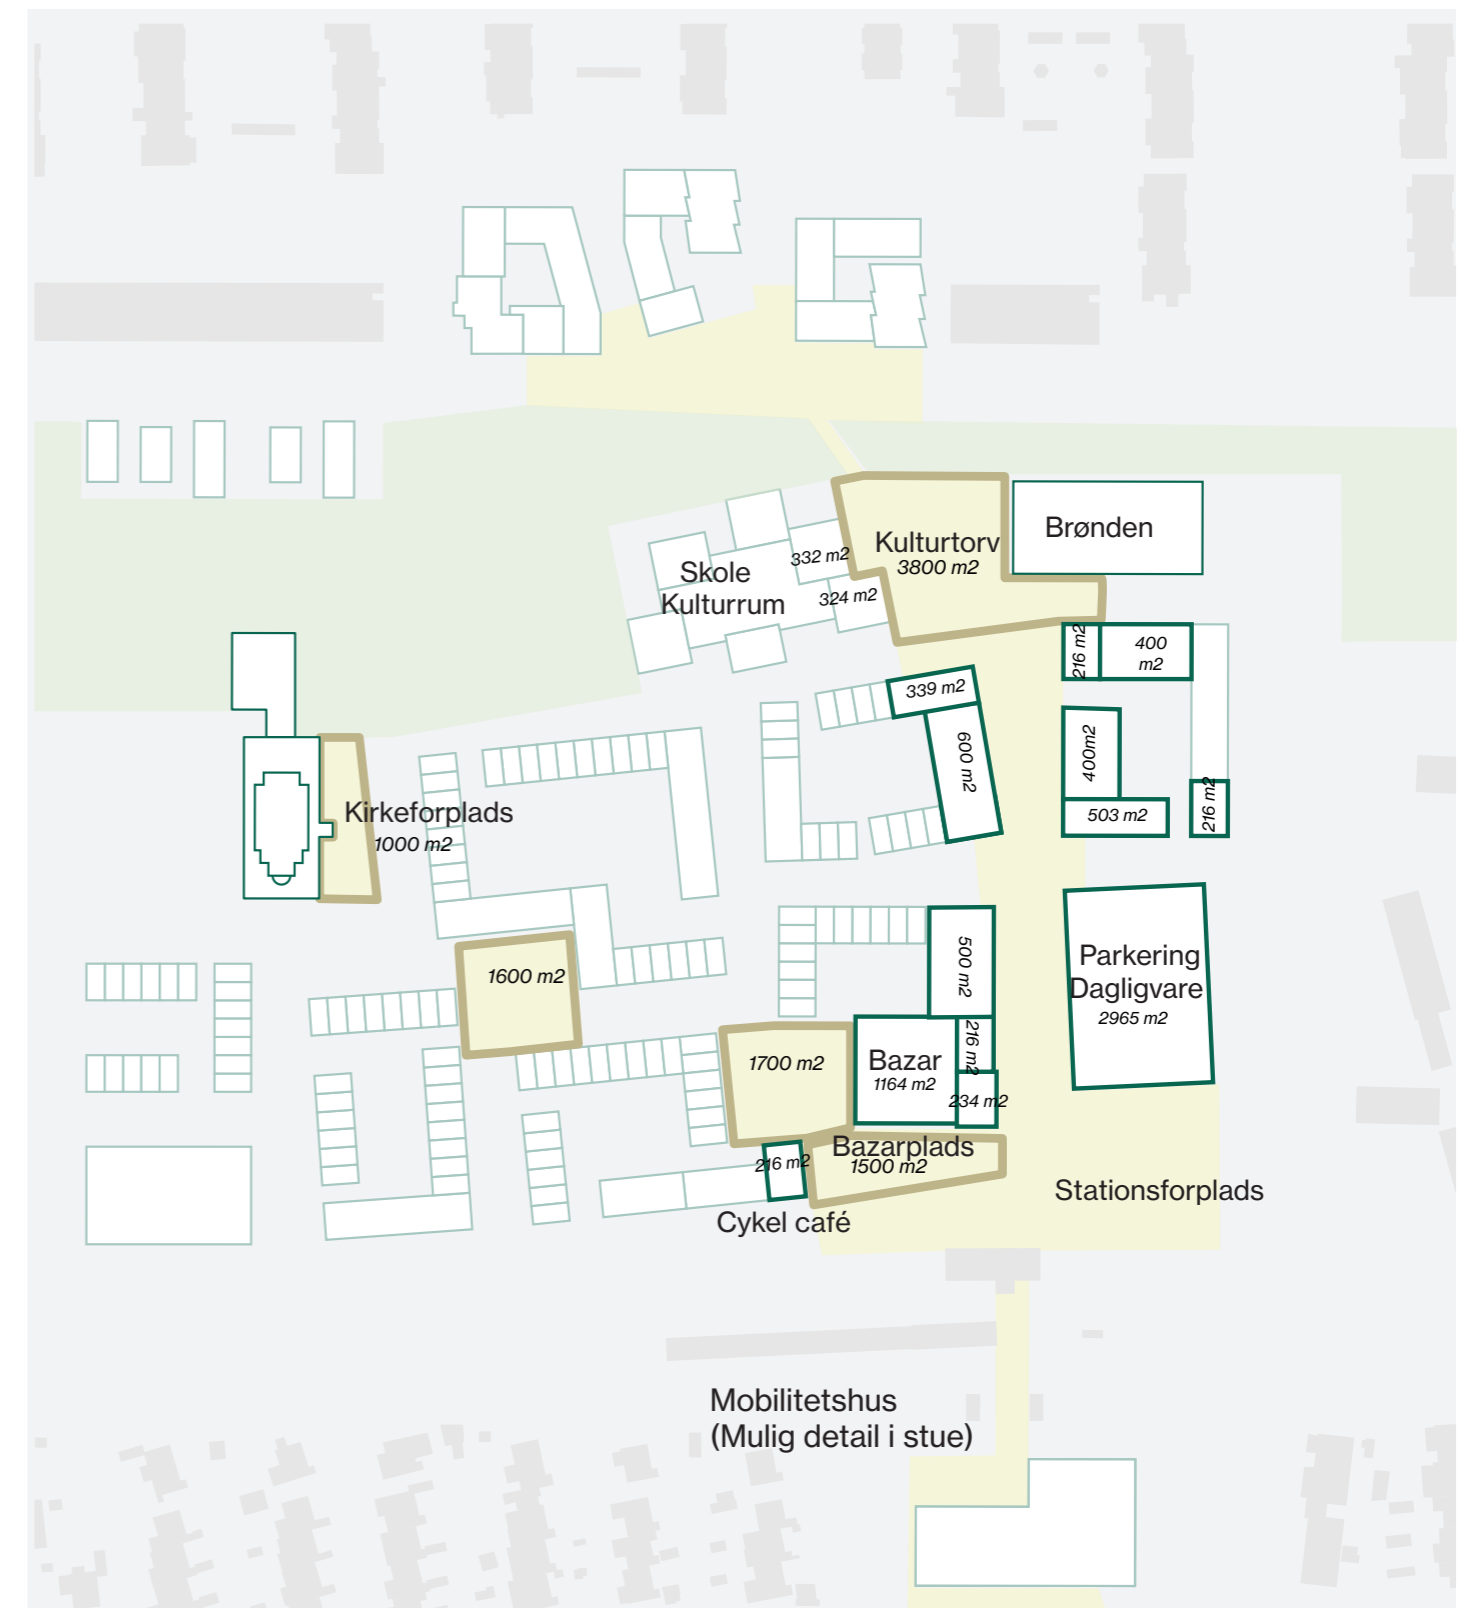 Brønden
Kulturtorv
3800 m2
332 m2
Skole
Kulturrum
324 m2
216 m2
400
m2
339 m2
600 m2
400m2
503 m2
216 m2
Kirkeforplads
1000 m2
500 m2
Parkering
Dagligvare
2965 m2
1600 m2
1700 m2
Bazar
1164 m2
216 m2
234 m2
Bazarplads
1500 m2
216 m2
Stationsforplads
Cykel café
Mobilitetshus
(Mulig detail i stue)